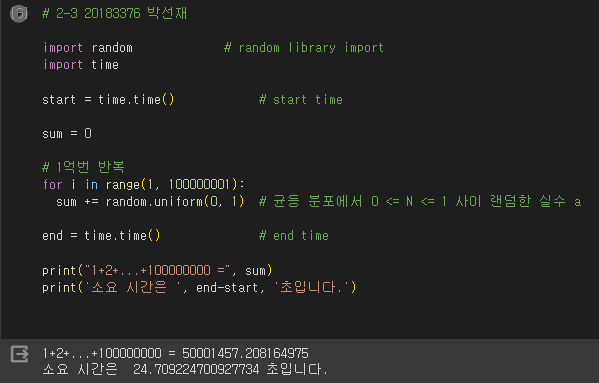 # 2-3 20183376 박선재
import random # random library import
import time
start = time.time() # start time
sum = 0
# 1억번 반복
for i in range(1, 100000001):
sum += random.uniform(0, 1) # 균등 분포에서 0 <= N <= 1 사이 랜덤한 실수 a
end = time.time() # end time
print("1+2+...+100000000 =", sum)
print('소요 시간은 ', end-start, '초입니다.')
1+2+...+100000000 = 50001457.208164975
소요 시간은  24.709224700927734 초입니다.